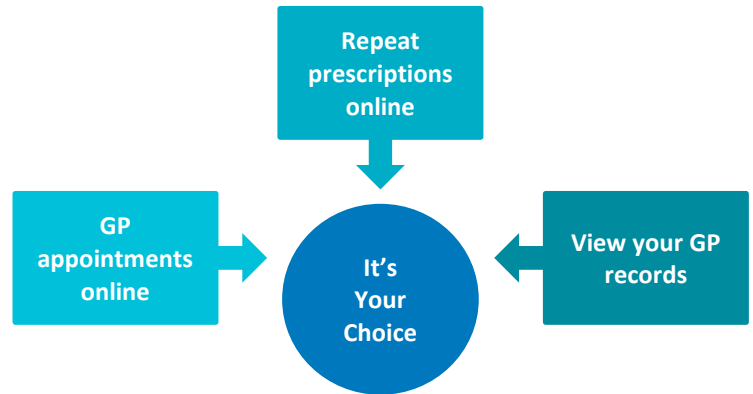 Repeat
prescriptions
online
GP
appointments
online
It’s
Your
Choice
View your GP
records